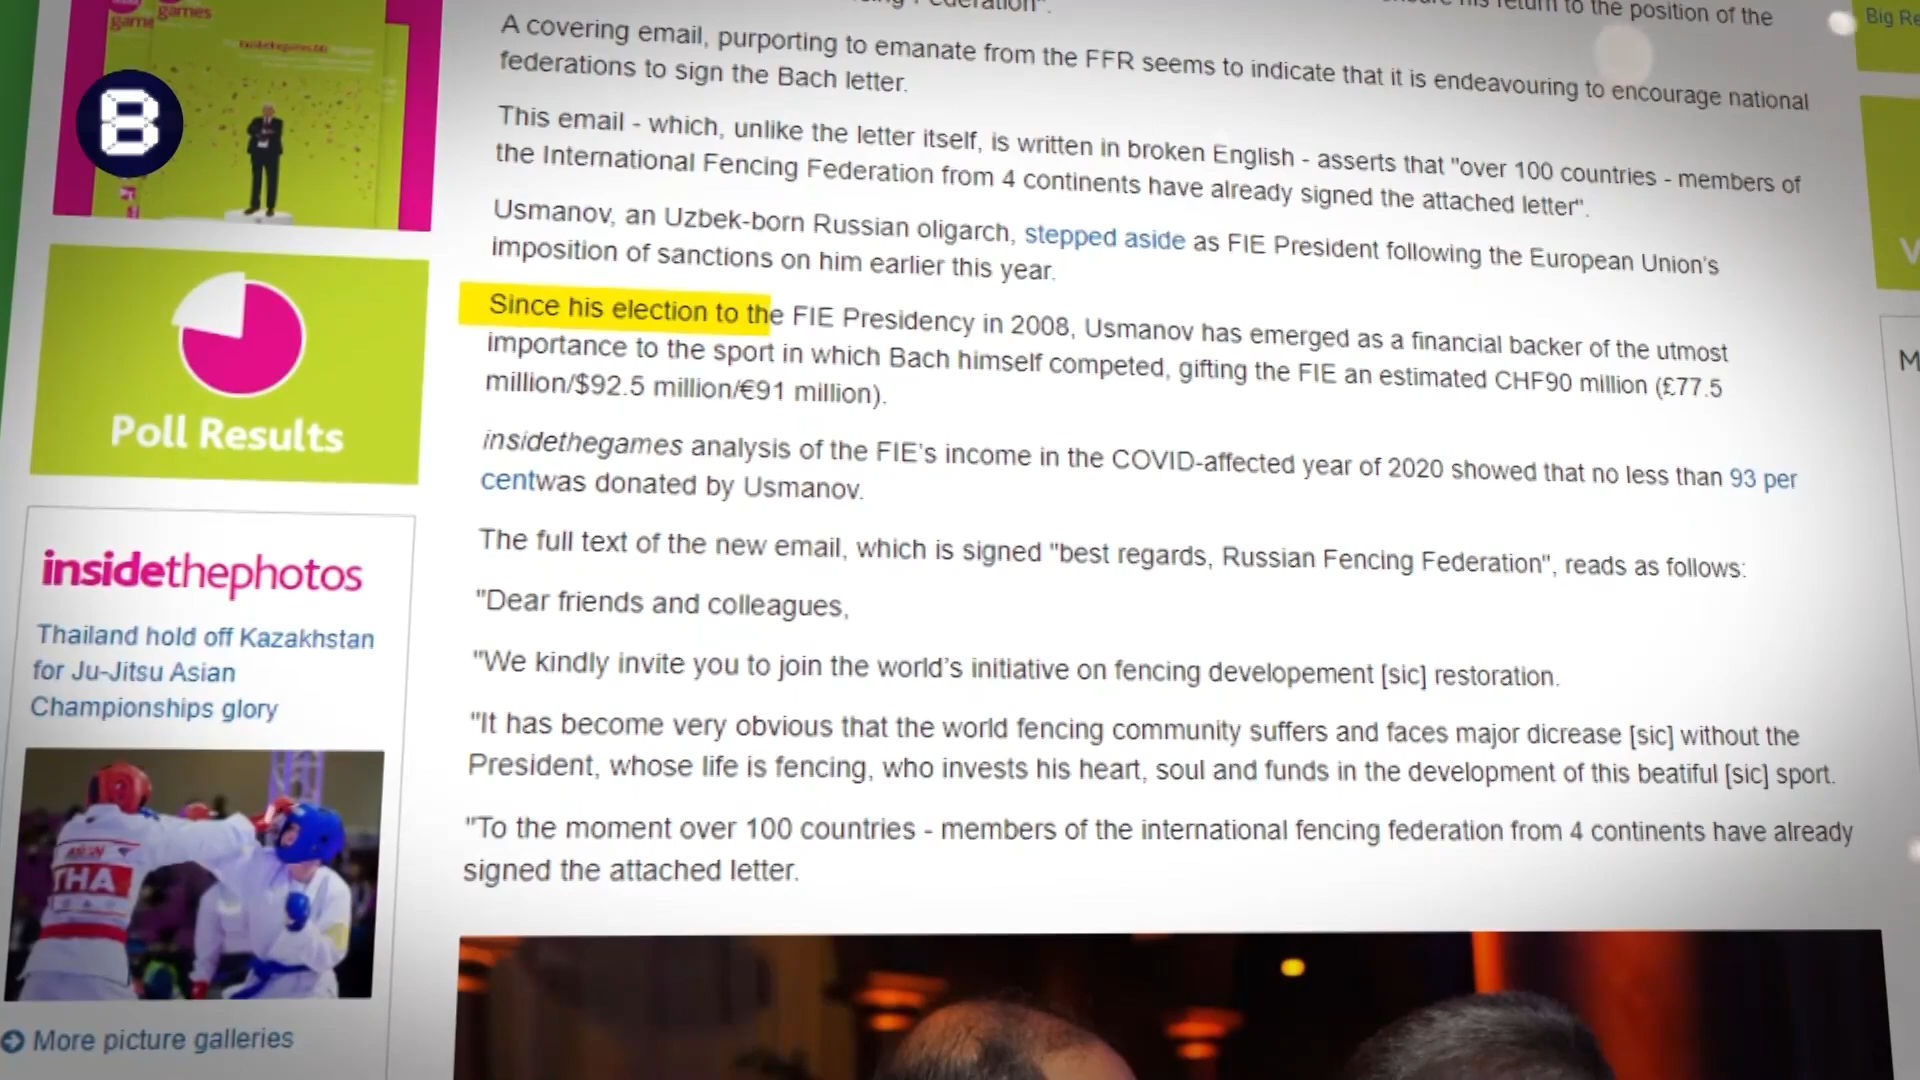 games
game
insidethegames.biz
B
Poll Results
insidethephotos
Thailand hold off Kazakhstan
for Ju-Jitsu Asian
Championships glory
THA
More picture galleries
return to the position of the
A covering email, purporting to emanate from the FFR seems to indicate that it is endeavouring to encourage national
federations to sign the Bach letter.
This email - which, unlike the letter itself, is written in broken English - asserts that "over 100 countries - members of
the International Fencing Federation from 4 continents have already signed the attached letter".
Usmanov, an Uzbek-born Russian oligarch, stepped aside as FIE President following the European Union's
imposition of sanctions on him earlier this year.
Since his election to the FIE Presidency in 2008, Usmanov has emerged as a financial backer of the utmost
importance to the sport in which Bach himself competed, gifting the FIE an estimated CHF90 million (£77.5
million/$92.5 million/€91 million).
insidethegames analysis of the FIE's income in the COVID-affected year of 2020 showed that no less than 93 per
centwas donated by Usmanov.
The full text of the new email, which is signed "best regards, Russian Fencing Federation", reads as follows:
"Dear friends and colleagues,
"We kindly invite you to join the world's initiative on fencing developement [sic] restoration.
"It has become very obvious that the world fencing community suffers and faces major dicrease [sic] without the
President, whose life is fencing, who invests his heart, soul and funds in the development of this beatiful [sic] sport.
"To the moment over 100 countries - members of the international fencing federation from 4 continents have already
signed the attached letter.
Big Re
V
M